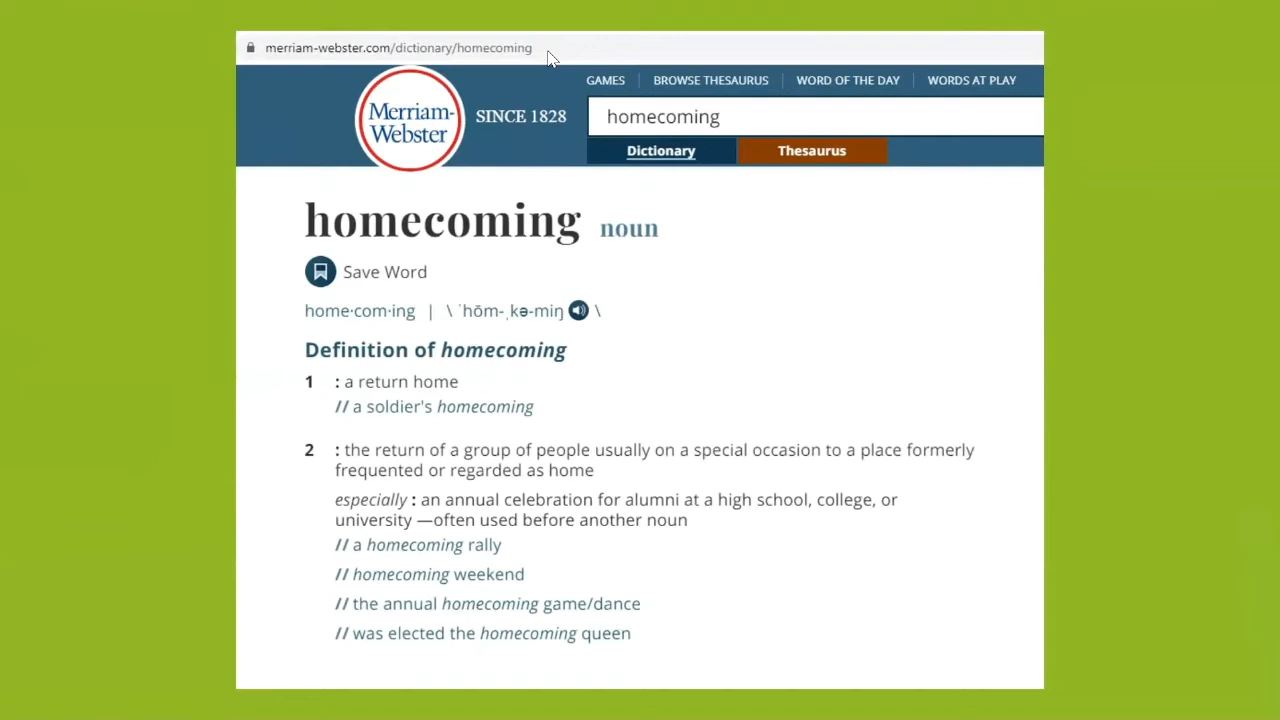 merriam-webster.com/dictionary/homecoming
GAMES
BROWSE THESAURUS
WORD OF THE DAY
WORDS AT PLAY
Merriam-
Webster
SINCE 1828
homecoming
Dictionary
Thesaurus
homecoming noun
Save Word
home·com·ing | \ ˈhōm-ˌkə-miŋ \
Definition of homecoming
1 : a return home
// a soldier's homecoming
2 : the return of a group of people usually on a special occasion to a place formerly
frequented or regarded as home
especially : an annual celebration for alumni at a high school, college, or
university —often used before another noun
// a homecoming rally
// homecoming weekend
// the annual homecoming game/dance
// was elected the homecoming queen